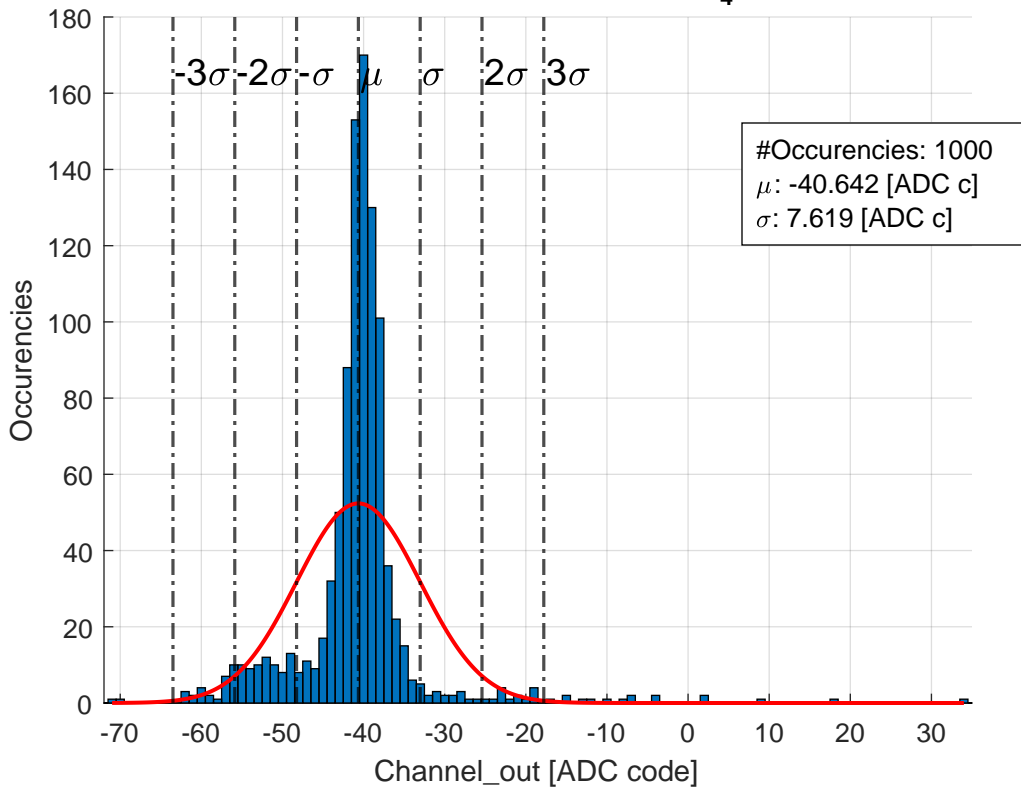 4
180
160
140
120
100
80
60
40
20
0
-3σ -2σ -σ μ σ 2σ 3σ
#Occurencies: 1000
μ: -40.642 [ADC c]
σ: 7.619 [ADC c]
Occurencies
-70 -60 -50 -40 -30 -20 -10 0 10 20 30
Channel_out [ADC code]